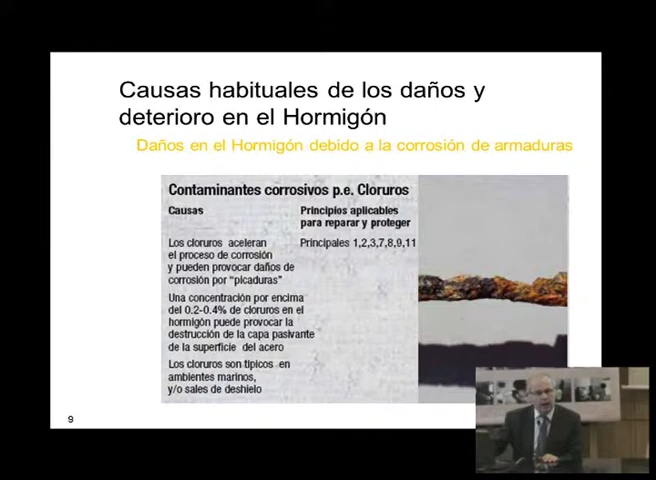 Causas habituales de los daños y
deterioro en el Hormigón
Daños en el Hormigón debido a la corrosión de armaduras
Contaminantes corrosivos p.e. Cloruros
Causas
Principios aplicables
para reparar y proteger
Los cloruros aceleran
el proceso de corrosión
y pueden provocar daños de
corrosión por “picaduras”
Principales 1,2,3,7,8,9,11
Una concentración por encima
del 0.2-0.4% de cloruros en el
hormigón puede provocar la
destrucción de la capa pasivante
de la superficie del acero
Los cloruros son típicos en
ambientes marinos,
y/o sales de deshielo
9